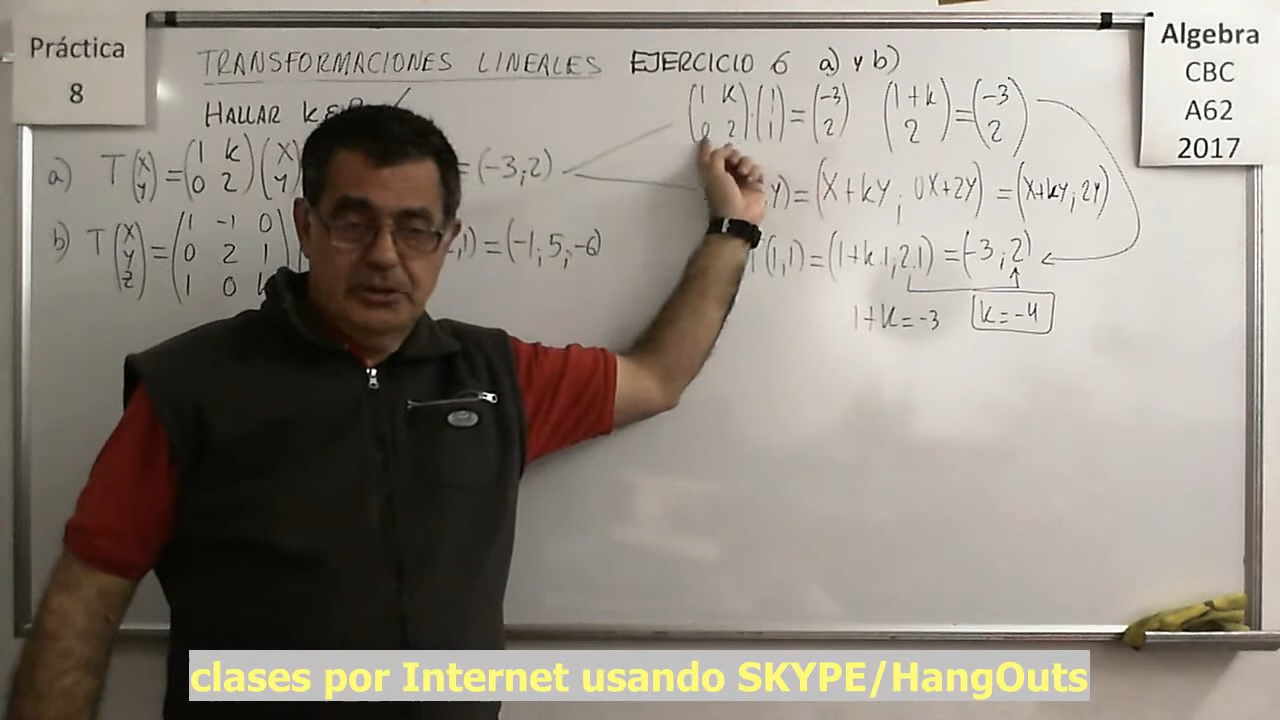 Práctica
8
Algebra
CBC
A62
2017
TRANSFORMACIONES LINEALES EJERCICIO 6 a) y b)
HALLAR k
a) T(x y) = (1 k 0 2)(x y) = (-3;2)
b) T(x y z) = (1 -1 0 0 2 1 1 0 k ,1) = (-1;5;-6)
(1 k 0 2).(1 1) = (-3 2) (1+k 2) = (-3 2)
Y) = (X+kY ; 0X+2Y) = (X+kY; 2Y)
(1,1) = (1+k.1, 2.1) = (-3;2)
1+k=-3 k=-4
clases por Internet usando SKYPE/HangOuts